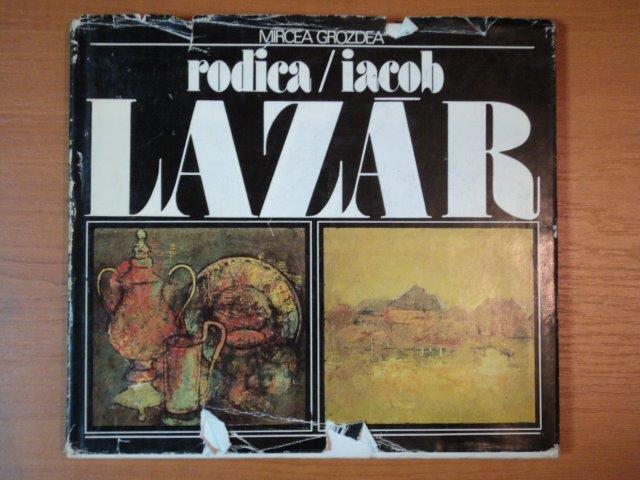 MIRCEA GROZDEA
rodica / iacob
LAZĂR